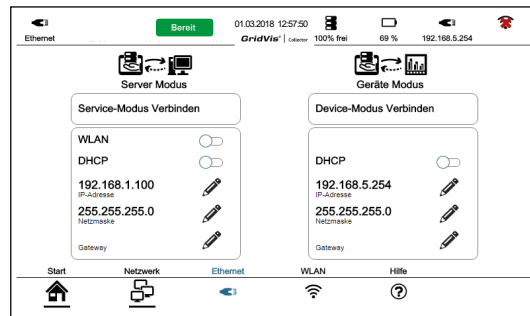 Bereit
01.03.2018 12:57:50
Ethernet
GridVis® | Collector
100% frei
69 %
192.168.5.254
Server Modus
Geräte Modus
Service-Modus Verbinden
Device-Modus Verbinden
WLAN
DHCP
DHCP
192.168.1.100
IP-Adresse
192.168.5.254
IP-Adresse
255.255.255.0
Netzmaske
255.255.255.0
Netzmaske
Gateway
Gateway
Start
Netzwerk
Ethernet
WLAN
Hilfe